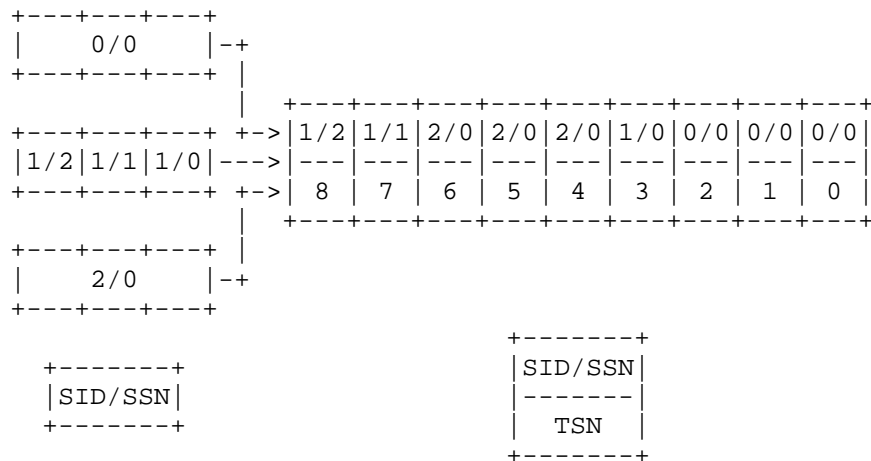 +---+---+---+
|    0/0    |-+
+---+---+---+ |
              |  +---+---+---+---+---+---+---+---+---+
+---+---+---+ +->|1/2|1/1|2/0|2/0|2/0|1/0|0/0|0/0|0/0|
|1/2|1/1|1/0|--->|---|---|---|---|---|---|---|---|---|
+---+---+---+ +->| 8 | 7 | 6 | 5 | 4 | 3 | 2 | 1 | 0 |
              |  +---+---+---+---+---+---+---+---+---+
+---+---+---+ |
|    2/0    |-+
+---+---+---+
                               +-------+
  +-------+                    |SID/SSN|
  |SID/SSN|                    |-------|
  +-------+                    |  TSN  |
                               +-------+